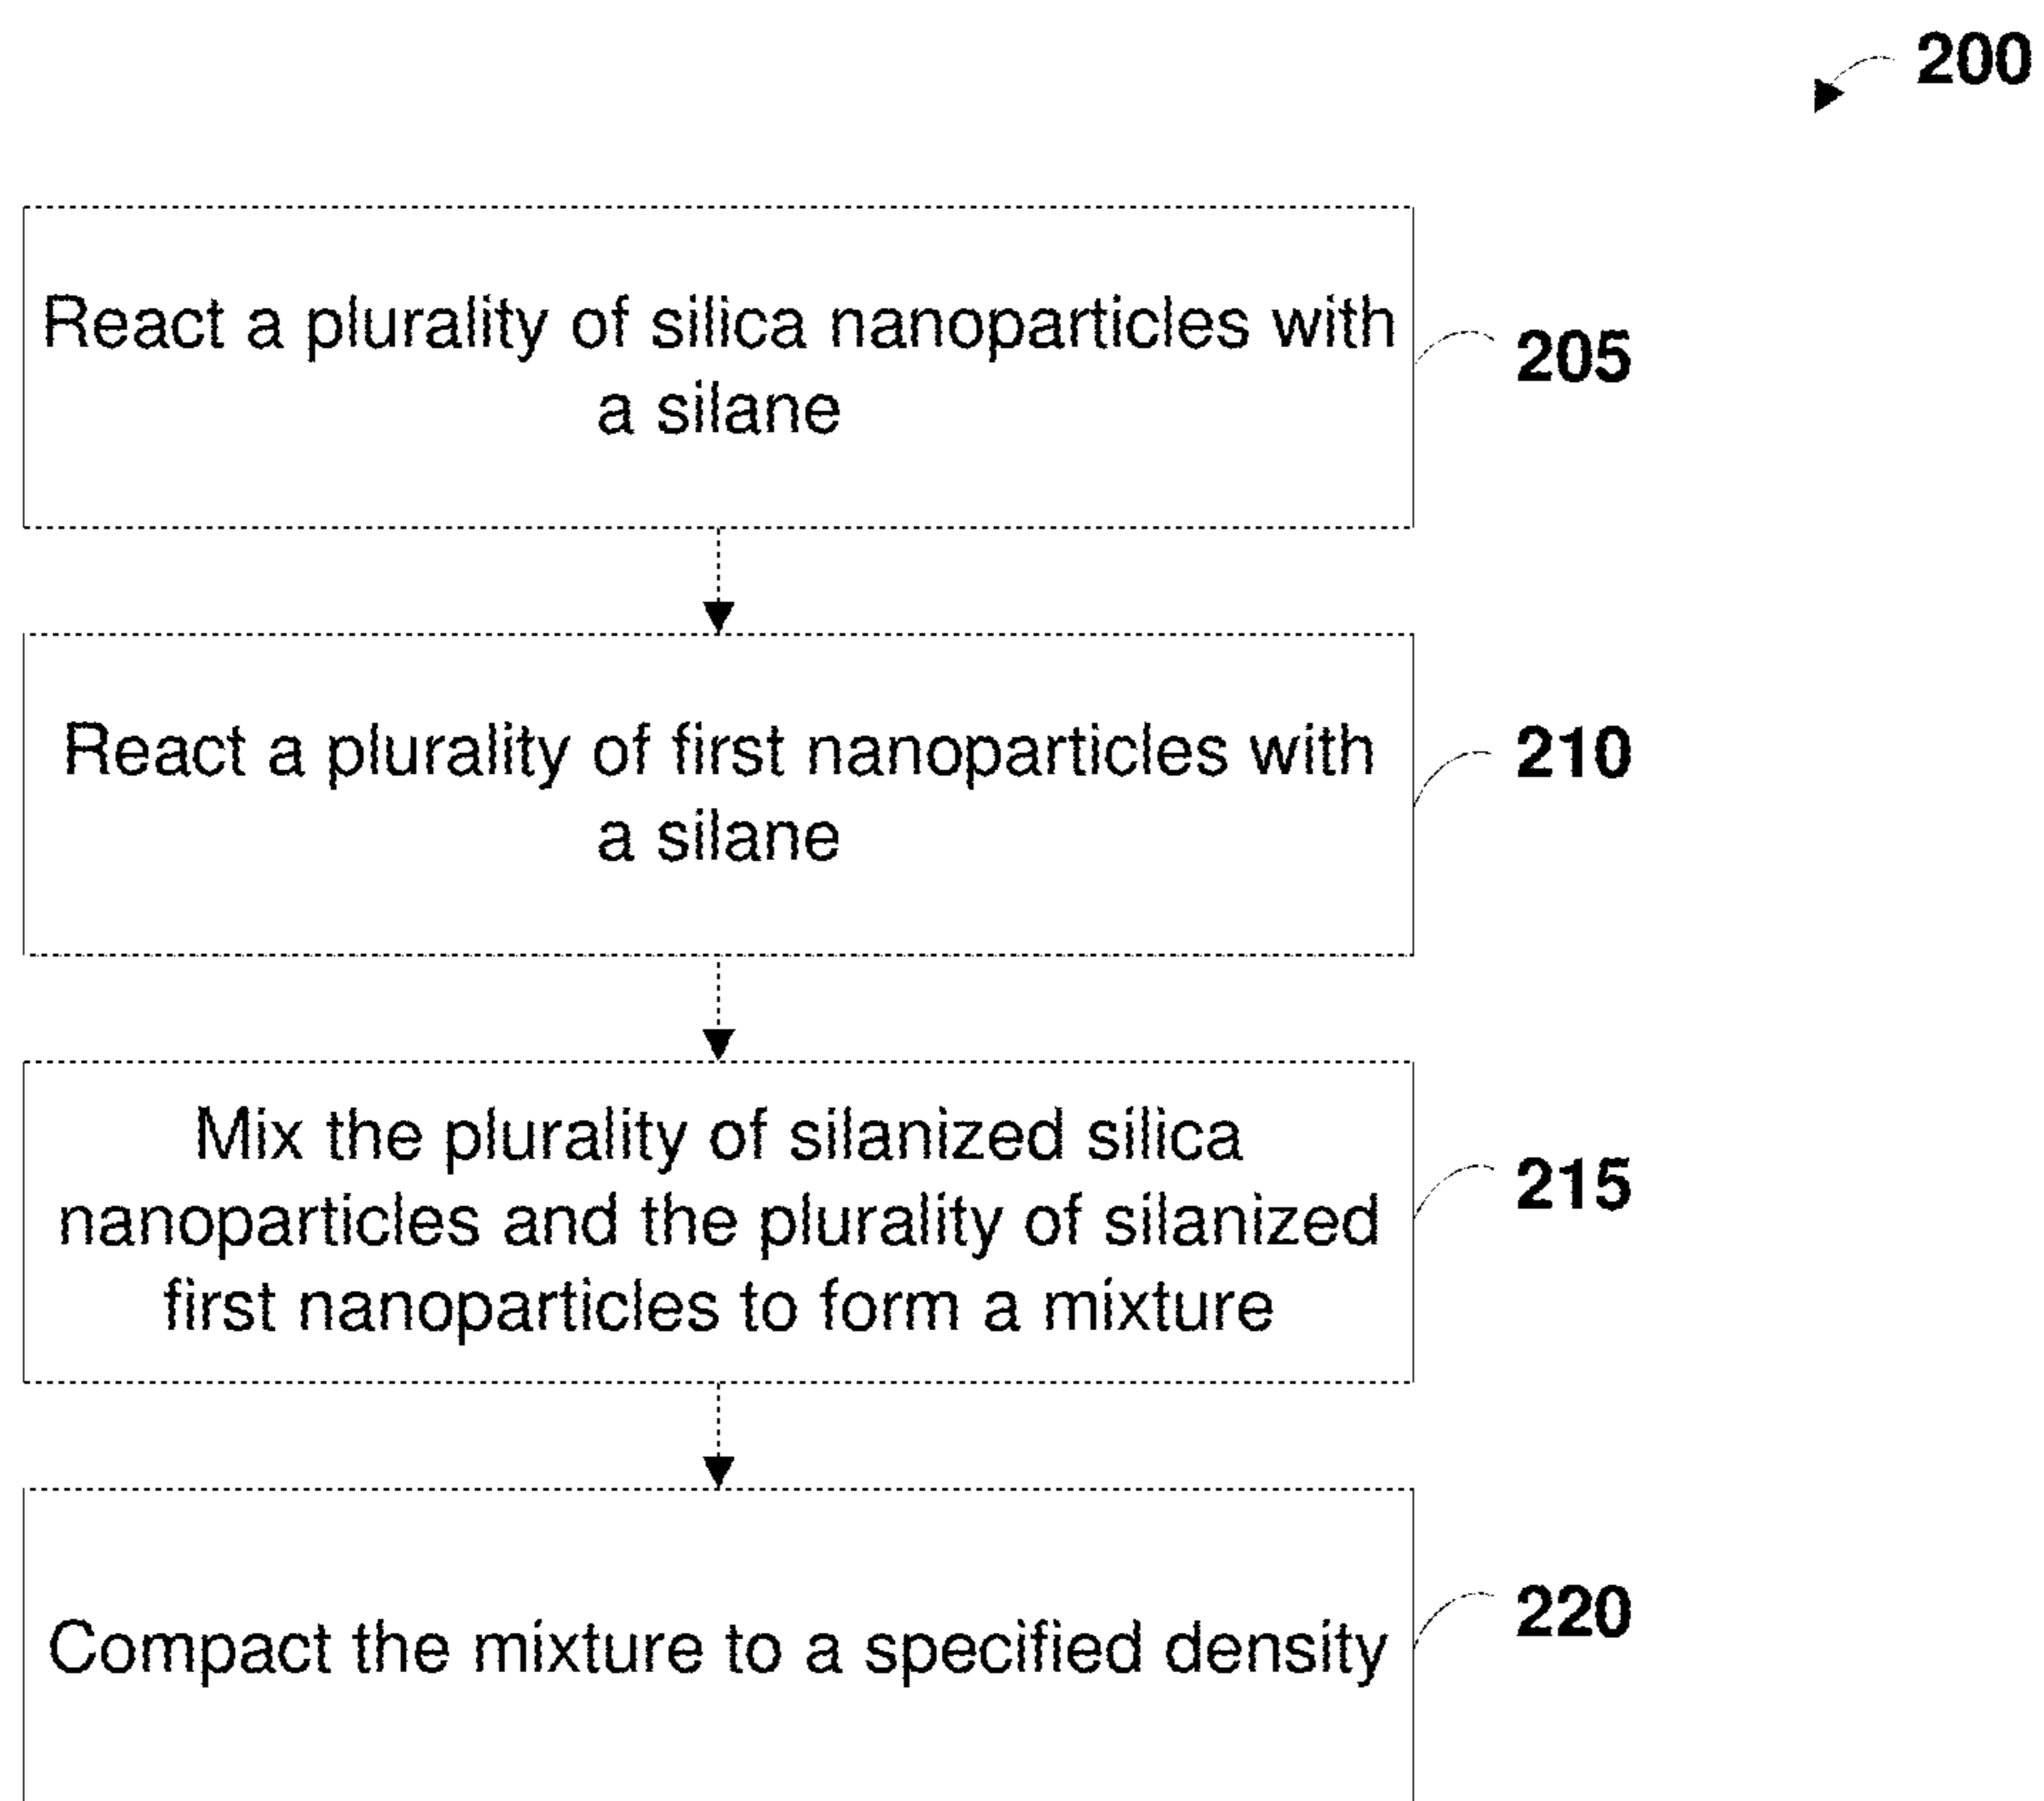 200
React a plurality of silica nanoparticles with
a silane
205
React a plurality of first nanoparticles with
a silane
210
Mix the plurality of silanized silica
nanoparticles and the plurality of silanized
first nanoparticles to form a mixture
215
Compact the mixture to a specified density
220